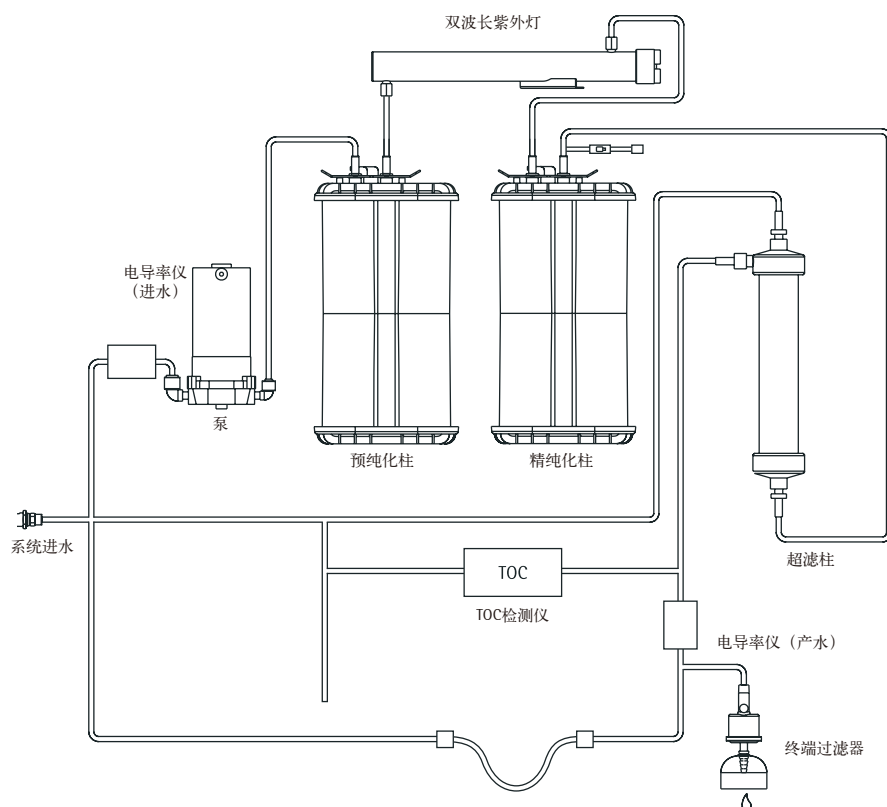 双波长紫外灯
电导率仪
（进水）
泵
预纯化柱
精纯化柱
系统进水
超滤柱
TOC
TOC检测仪
电导率仪（产水）
终端过滤器